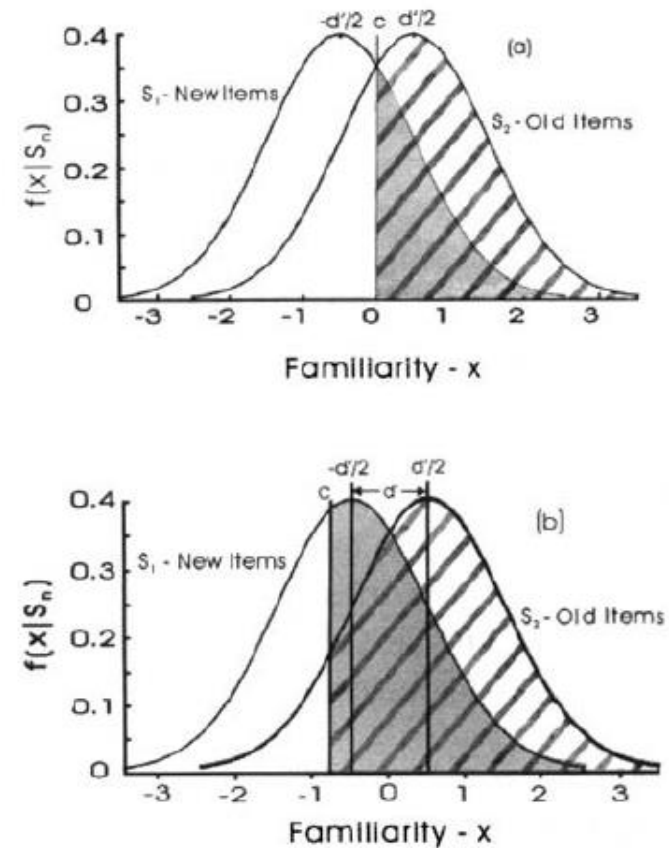 -d'/2 c d'/2
(a)
0.4
S₁ - New Items
0.3
S₂ - Old Items
f(x|Sₙ)
0.2
0.1
0
-3 -2 -1 0 1 2 3
Familiarity - x
-d'/2 d'/2
c d'
0.4
(b)
S₁ - New Items
0.3
S₂ - Old Items
f(x|Sₙ)
0.2
0.1
0
-3 -2 -1 0 1 2 3
Familiarity - x